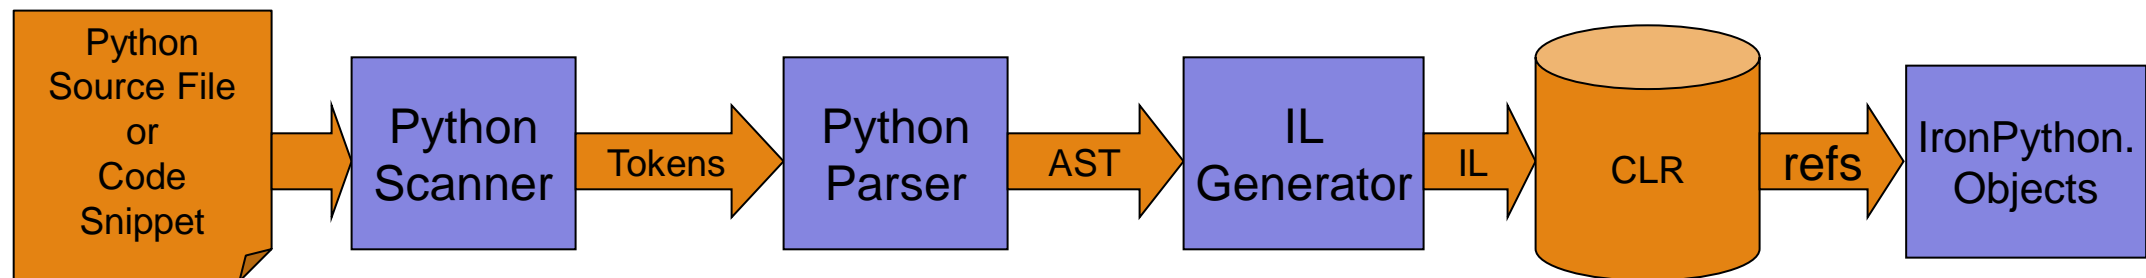 Python
Source File
or
Code
Snippet
Python
Scanner
Tokens
Python
Parser
AST
IL
Generator
IL
CLR
refs
IronPython.
Objects